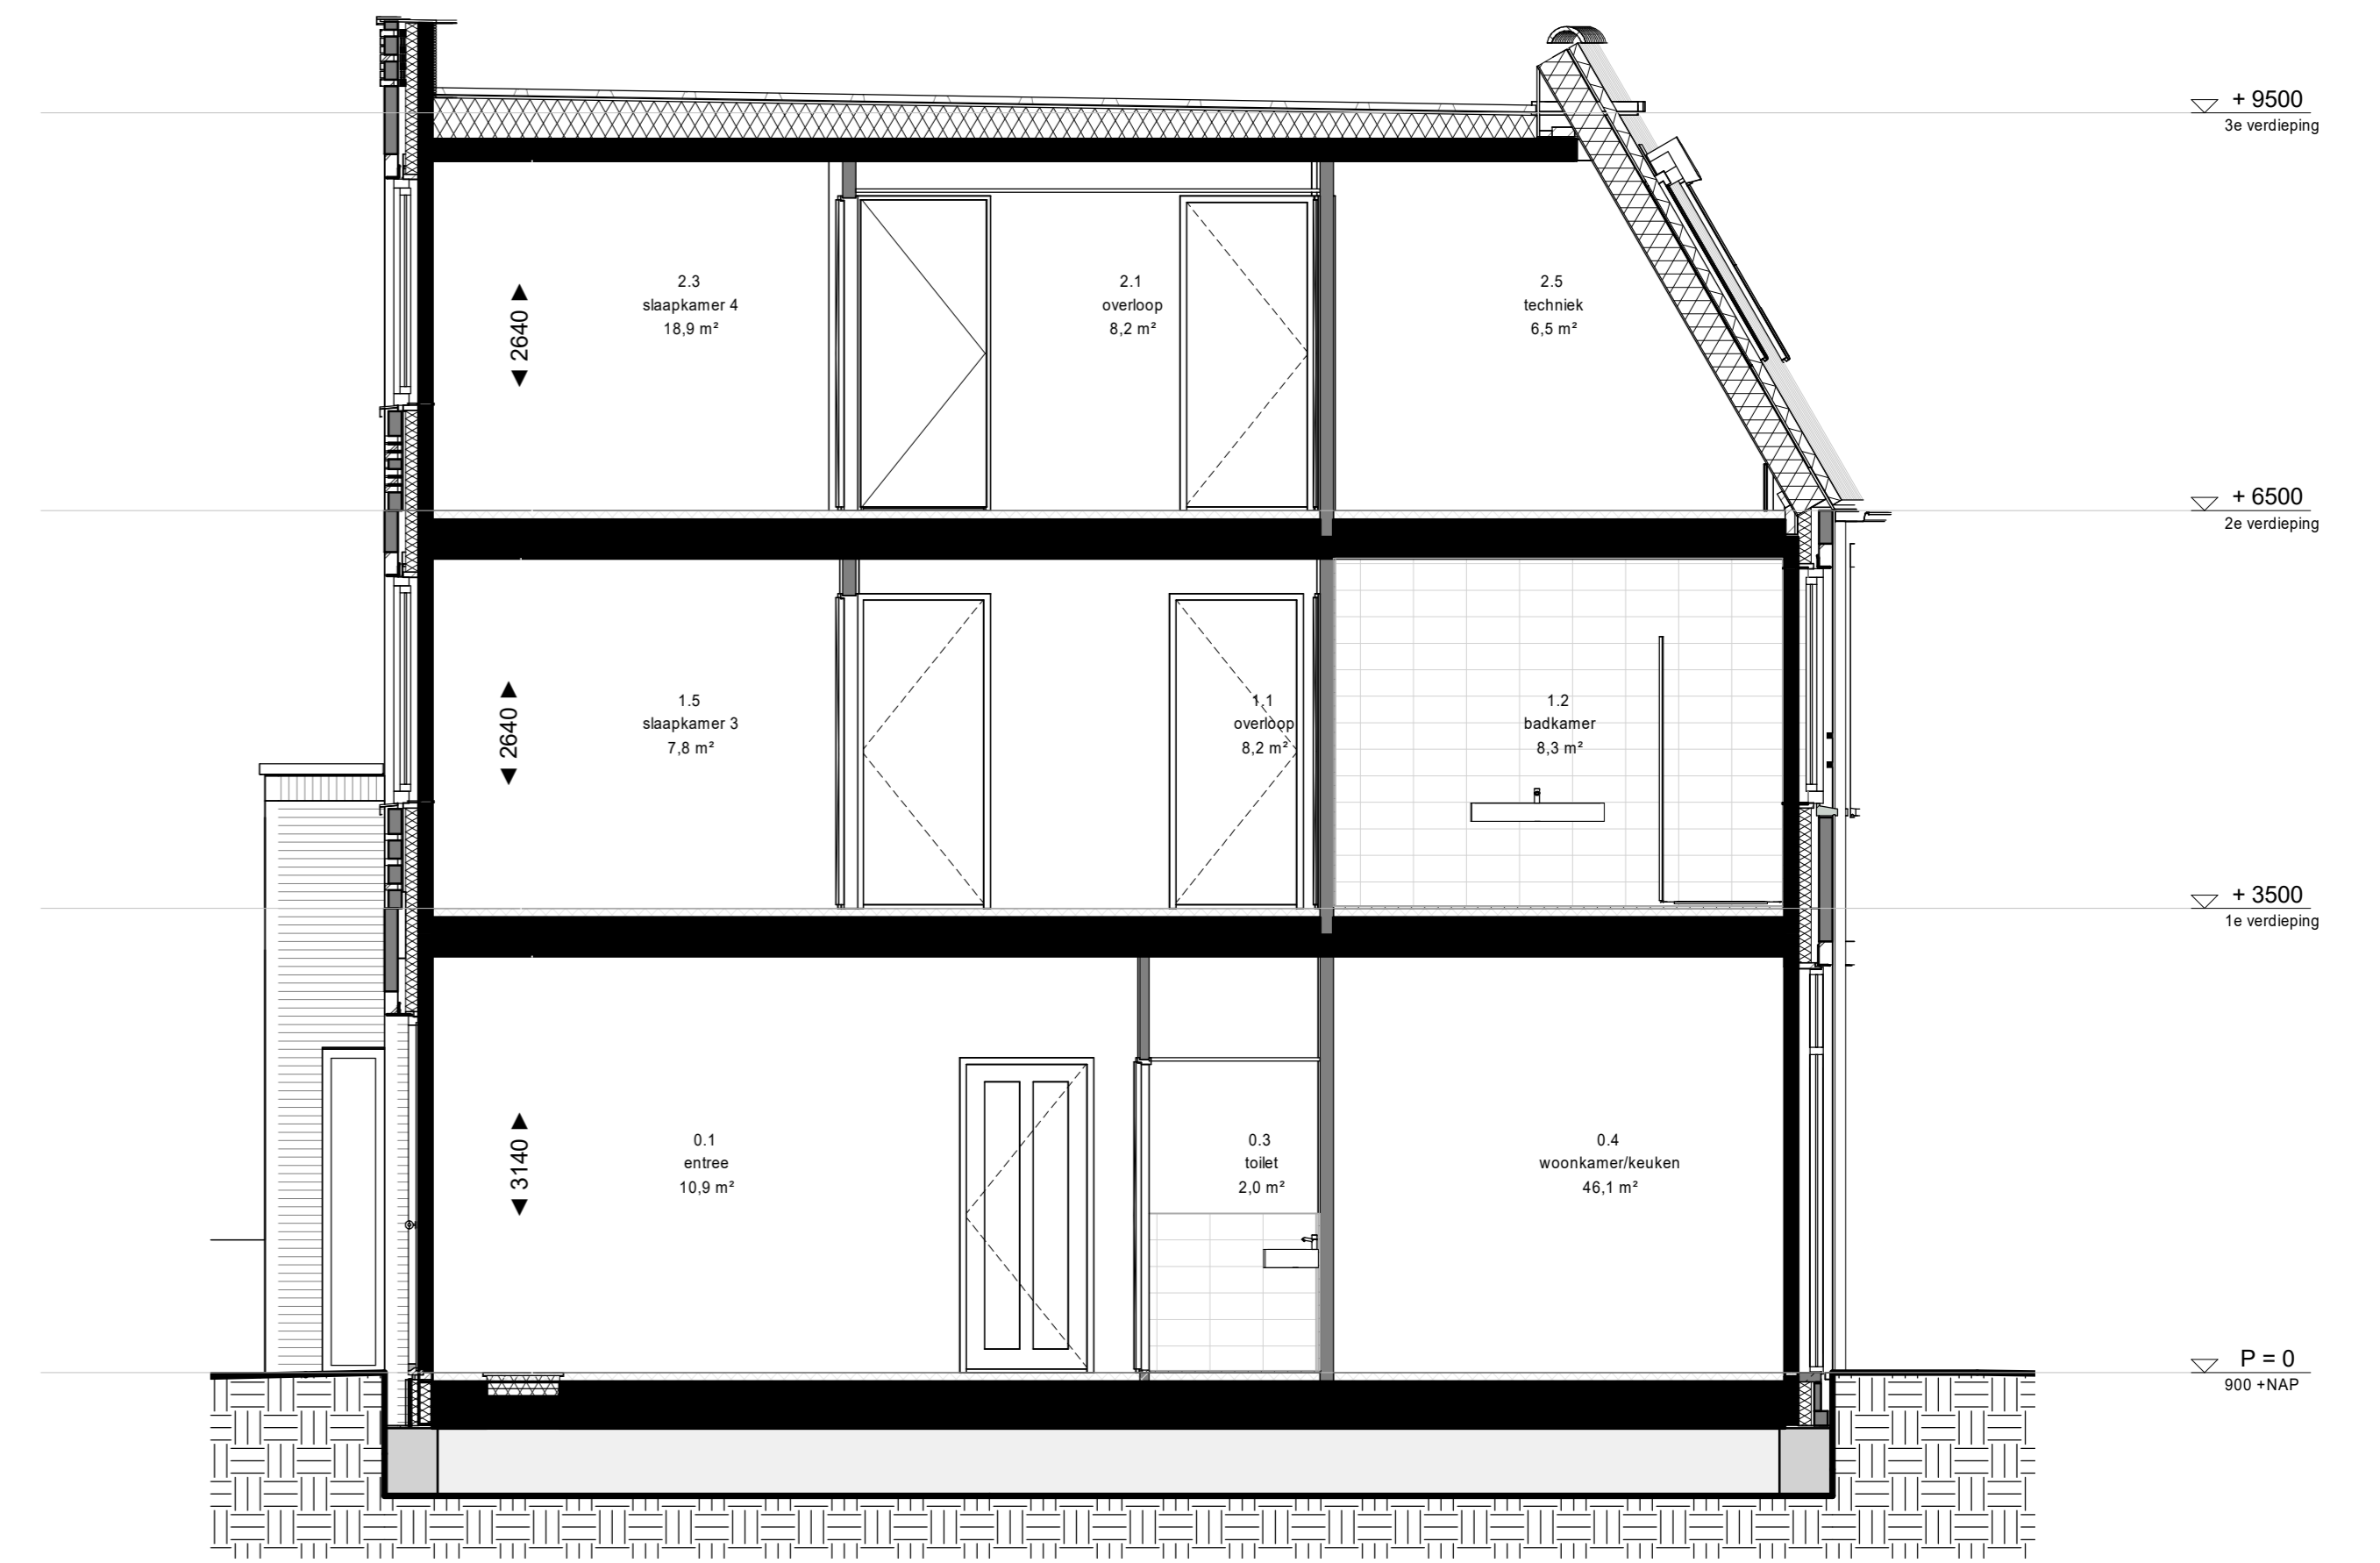 + 9500
3e verdieping
2.3
slaapkamer 4
18,9 m²
2640
2.1
overloop
8,2 m²
2.5
techniek
6,5 m²
+ 6500
2e verdieping
1.5
slaapkamer 3
7,8 m²
2640
1.1
overloop
8,2 m²
1.2
badkamer
8,3 m²
+ 3500
1e verdieping
0.1
entree
10,9 m²
3140
0.3
toilet
2,0 m²
0.4
woonkamer/keuken
46,1 m²
P = 0
900 +NAP